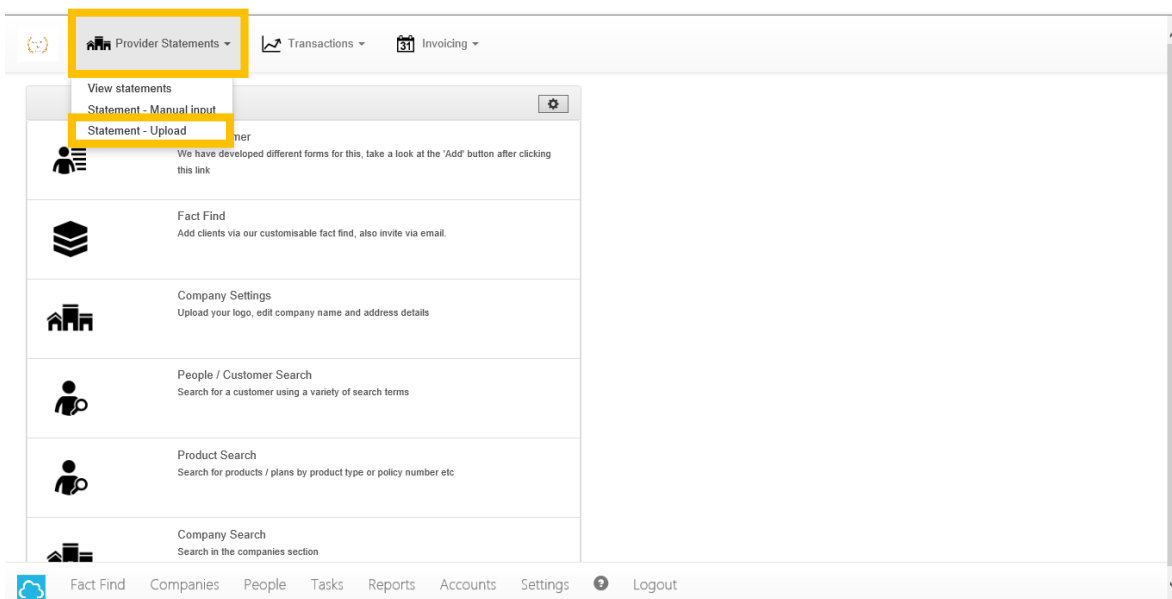 Provider Statements
Transactions
31
Invoicing
View statements
Statement - Manual input
Statement - Upload
We have developed different forms for this, take a look at the 'Add' button after clicking
this link
Fact Find
Add clients via our customisable fact find, also invite via email.
Company Settings
Upload your logo, edit company name and address details
People / Customer Search
Search for a customer using a variety of search terms
Product Search
Search for products / plans by product type or policy number etc
Company Search
Search in the companies section
Fact Find Companies People Tasks Reports Accounts Settings ? Logout